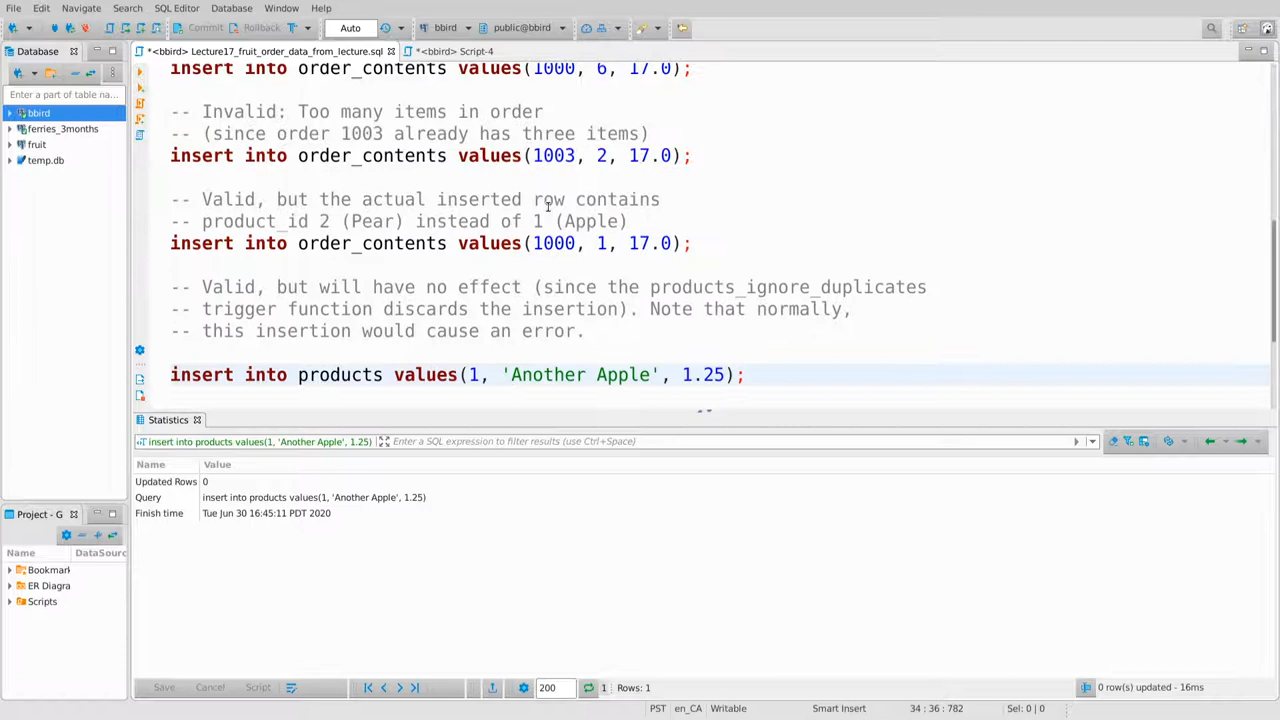 File Edit Navigate Search SQL Editor Database Window Help
Commit Rollback Auto bbird public@bbird
Database
*<bbird> Lecture17_fruit_order_data_from_lecture.sql
*<bbird> Script-4
Enter a part of table na...
bbird
ferries_3months
fruit
temp.db
insert into order_contents values(1000, 6, 17.0);
-- Invalid: Too many items in order
-- (since order 1003 already has three items)
insert into order_contents values(1003, 2, 17.0);
-- Valid, but the actual inserted row contains
-- product_id 2 (Pear) instead of 1 (Apple)
insert into order_contents values(1000, 1, 17.0);
-- Valid, but will have no effect (since the products_ignore_duplicates
-- trigger function discards the insertion). Note that normally,
-- this insertion would cause an error.
insert into products values(1, 'Another Apple', 1.25);
Statistics
insert into products values(1, 'Another Apple', 1.25) Enter a SQL expression to filter results (use Ctrl+Space)
Name Value
Updated Rows 0
Query insert into products values(1, 'Another Apple', 1.25)
Finish time Tue Jun 30 16:45:11 PDT 2020
Project - G
Name DataSourc
Bookmark
ER Diagra
Scripts
Save Cancel Script 200 1 Rows: 1 0 row(s) updated - 16ms
PST en_CA Writable Smart Insert 34 : 36 : 782 Sel: 0 | 0